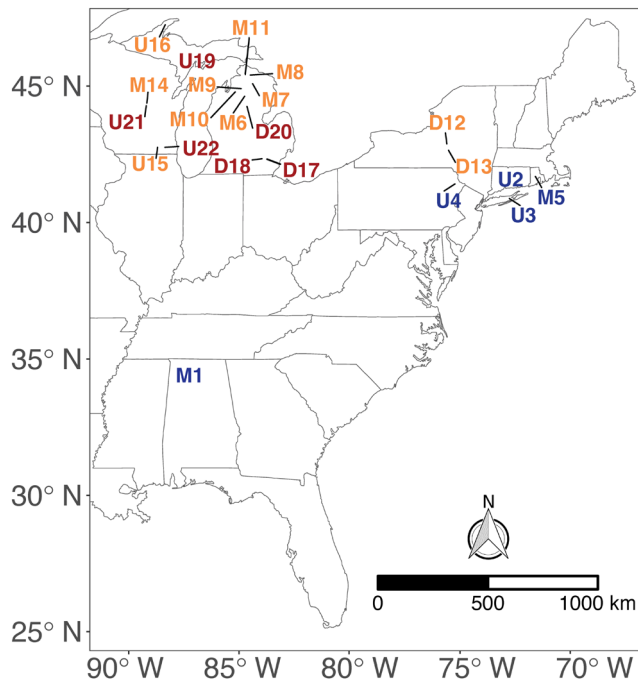 M11
U16
U19
M8
45° N
M14
M9
M7
U21
M10
M6
D20
D12
U22
U15
D18
D17
D13
U2
U4
M5
U3
40° N
35° N
M1
30° N
N
0 500 1000 km
25° N
90° W 85° W 80° W 75° W 70° W